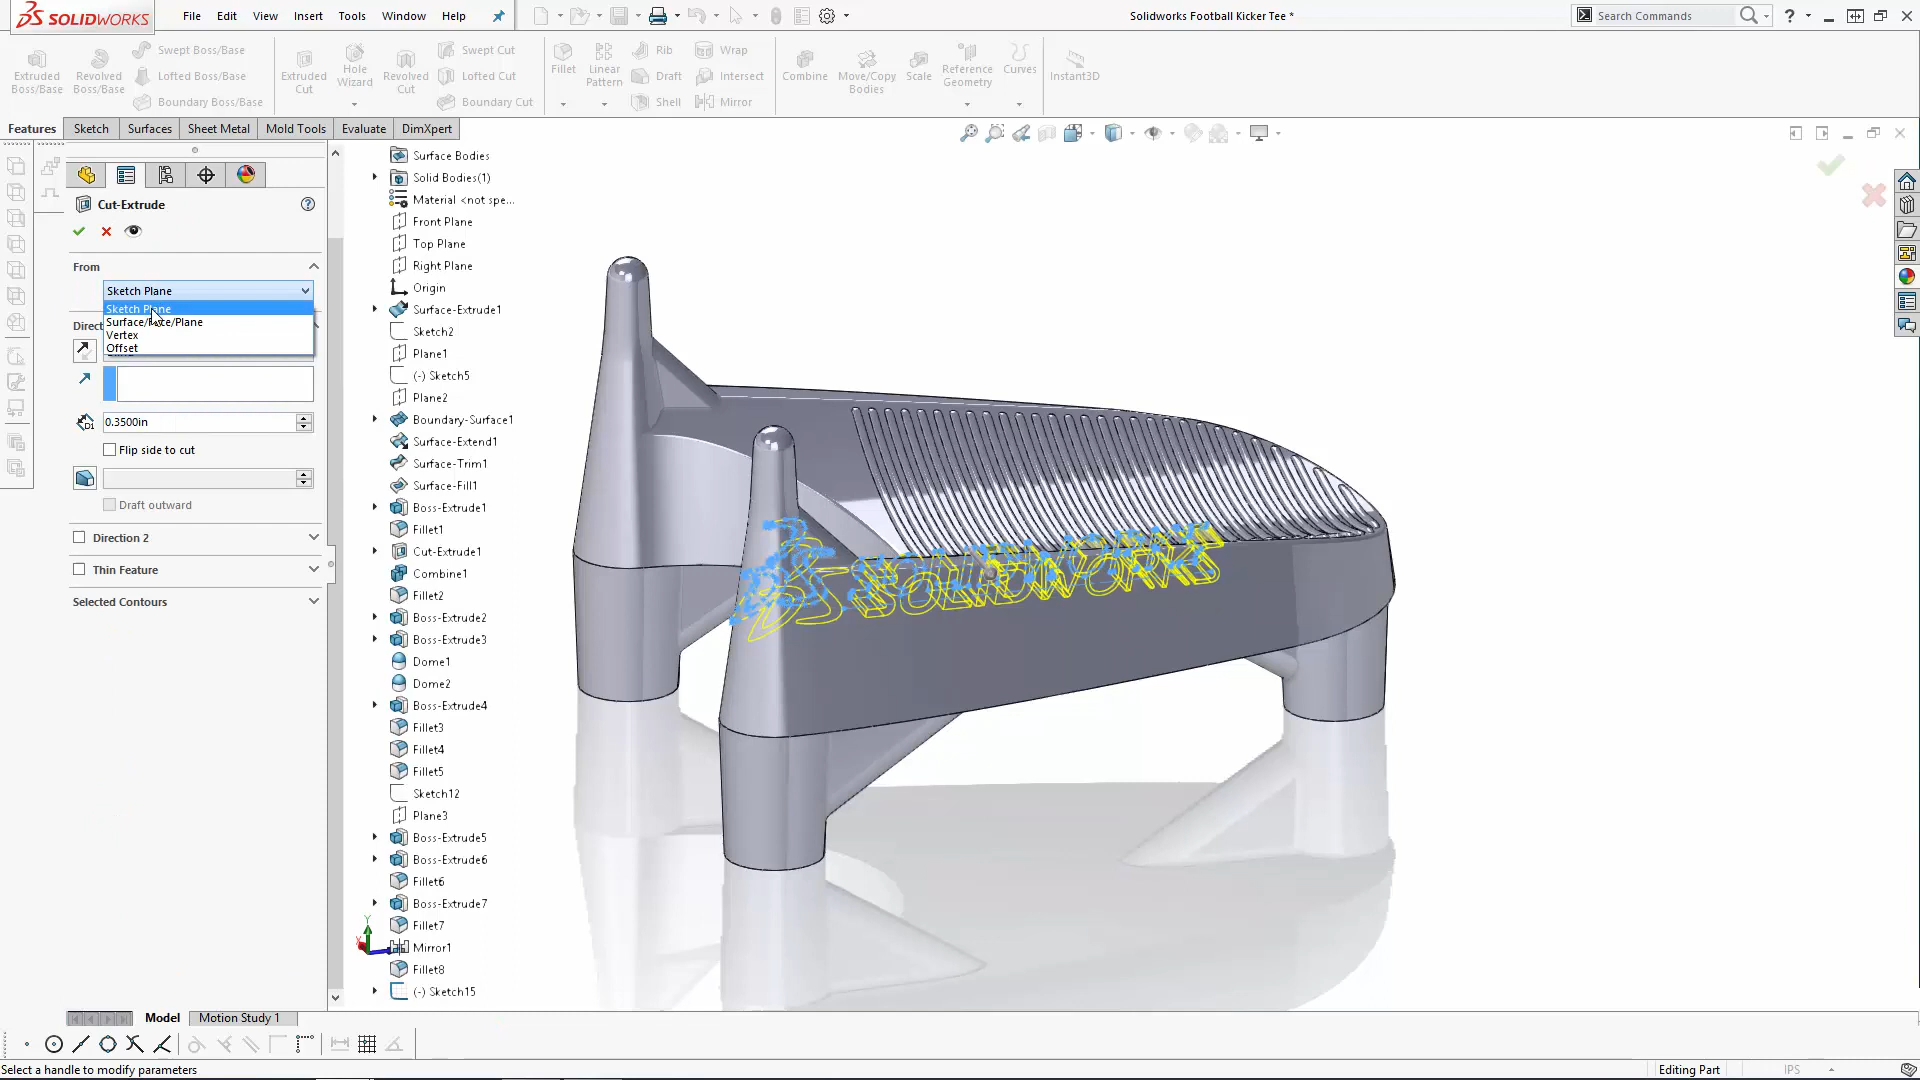 SOLIDWORKS
File Edit View Insert Tools Window Help
Solidworks Football Kicker Tee *
Search Commands
Extruded Boss/Base
Revolved Boss/Base
Swept Boss/Base
Lofted Boss/Base
Boundary Boss/Base
Extruded Cut
Hole Wizard
Revolved Cut
Swept Cut
Lofted Cut
Boundary Cut
Fillet
Linear Pattern
Rib
Draft
Shell
Wrap
Intersect
Mirror
Combine
Move/Copy Bodies
Scale
Reference Geometry
Curves
Instant3D
Features Sketch Surfaces Sheet Metal Mold Tools Evaluate DimXpert
Cut-Extrude
From
Sketch Plane
Sketch Plane
Surface/Face/Plane
Vertex
Offset
Direc
0.3500in
Flip side to cut
Draft outward
Direction 2
Thin Feature
Selected Contours
Surface Bodies
Solid Bodies(1)
Material <not spe...
Front Plane
Top Plane
Right Plane
Origin
Surface-Extrude1
Sketch2
Plane1
(-) Sketch5
Plane2
Boundary-Surface1
Surface-Extend1
Surface-Trim1
Surface-Fill1
Boss-Extrude1
Fillet1
Cut-Extrude1
Combine1
Fillet2
Boss-Extrude2
Boss-Extrude3
Dome1
Dome2
Boss-Extrude4
Fillet3
Fillet4
Fillet5
Sketch12
Plane3
Boss-Extrude5
Boss-Extrude6
Fillet6
Boss-Extrude7
Fillet7
Mirror1
Fillet8
(-) Sketch15
SOLIDWORKS
Y
X
Model Motion Study 1
Select a handle to modify parameters
Editing Part
IPS